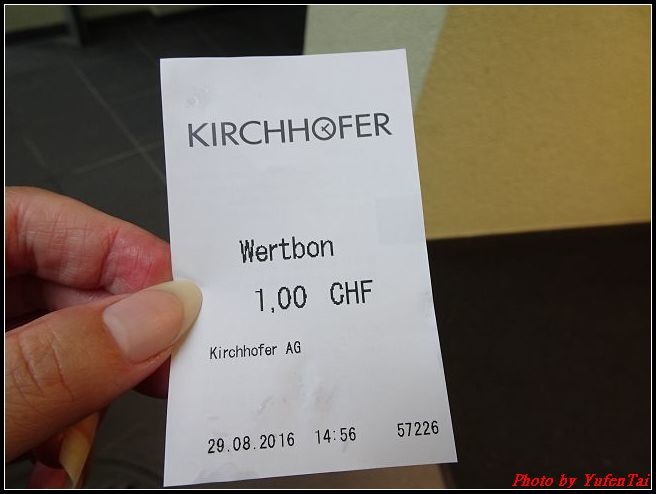 KIRCHHOFER
Wertbon
1,00 CHF
Kirchhofer AG
29.08.2016 14:56 57226
Photo by YufenTai